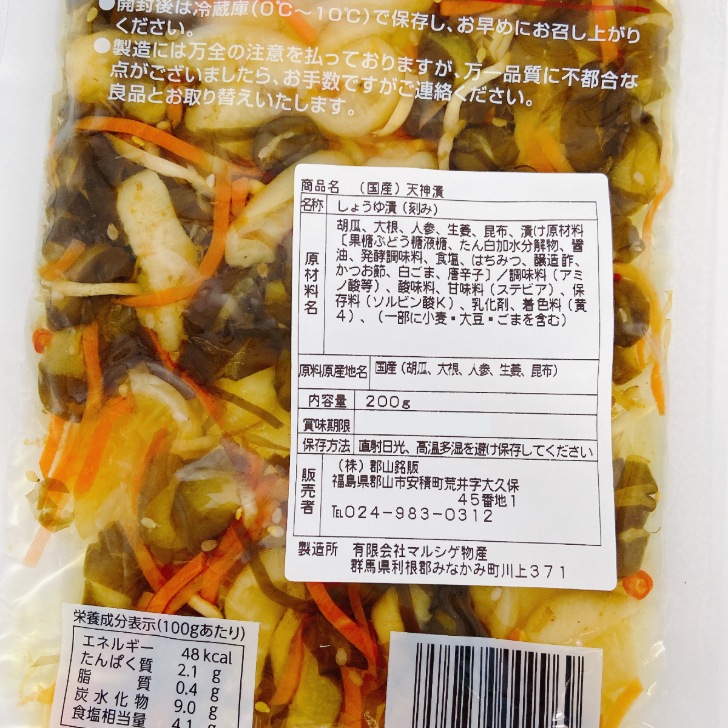 ●開封後は冷蔵庫(0℃〜10℃)で保存し、お早めにお召し上がり
ください。
●製造には万全の注意を払っておりますが、万一品質に不都合な
点がございましたら、お手数ですがご連絡ください。
良品とお取り替えいたします。
商品名 (国産)天神漬
名称 しょうゆ漬(刻み)
原材料名
胡瓜、大根、人参、生姜、昆布、漬け原材料
〔果糖ぶどう糖液糖、たん白加水分解物、醤
油、発酵調味料、食塩、はちみつ、醸造酢、
かつお節、白ごま、唐辛子)/調味料(アミ
ノ酸等)、酸味料、甘味料(ステビア)、保
存料(ソルビン酸K)、乳化剤、着色料(黄
4)、(一部に小麦・大豆・ごまを含む)
原料原産地名 国産(胡瓜、大根、人参、生姜、昆布)
内容量 200g
賞味期限
保存方法 直射日光、高温多湿を避け保存してください
販売者
(株)郡山銘販
福島県郡山市安積町荒井字大久保
45番地1
℡024-983-0312
製造所 有限会社マルシゲ物産
群馬県利根郡みなかみ町川上371
栄養成分表示(100gあたり)
エネルギー 48 kcal
たんぱく質 2.1 g
脂質 0.4 g
炭水化物 9.0 g
食塩相当量 4.1 g